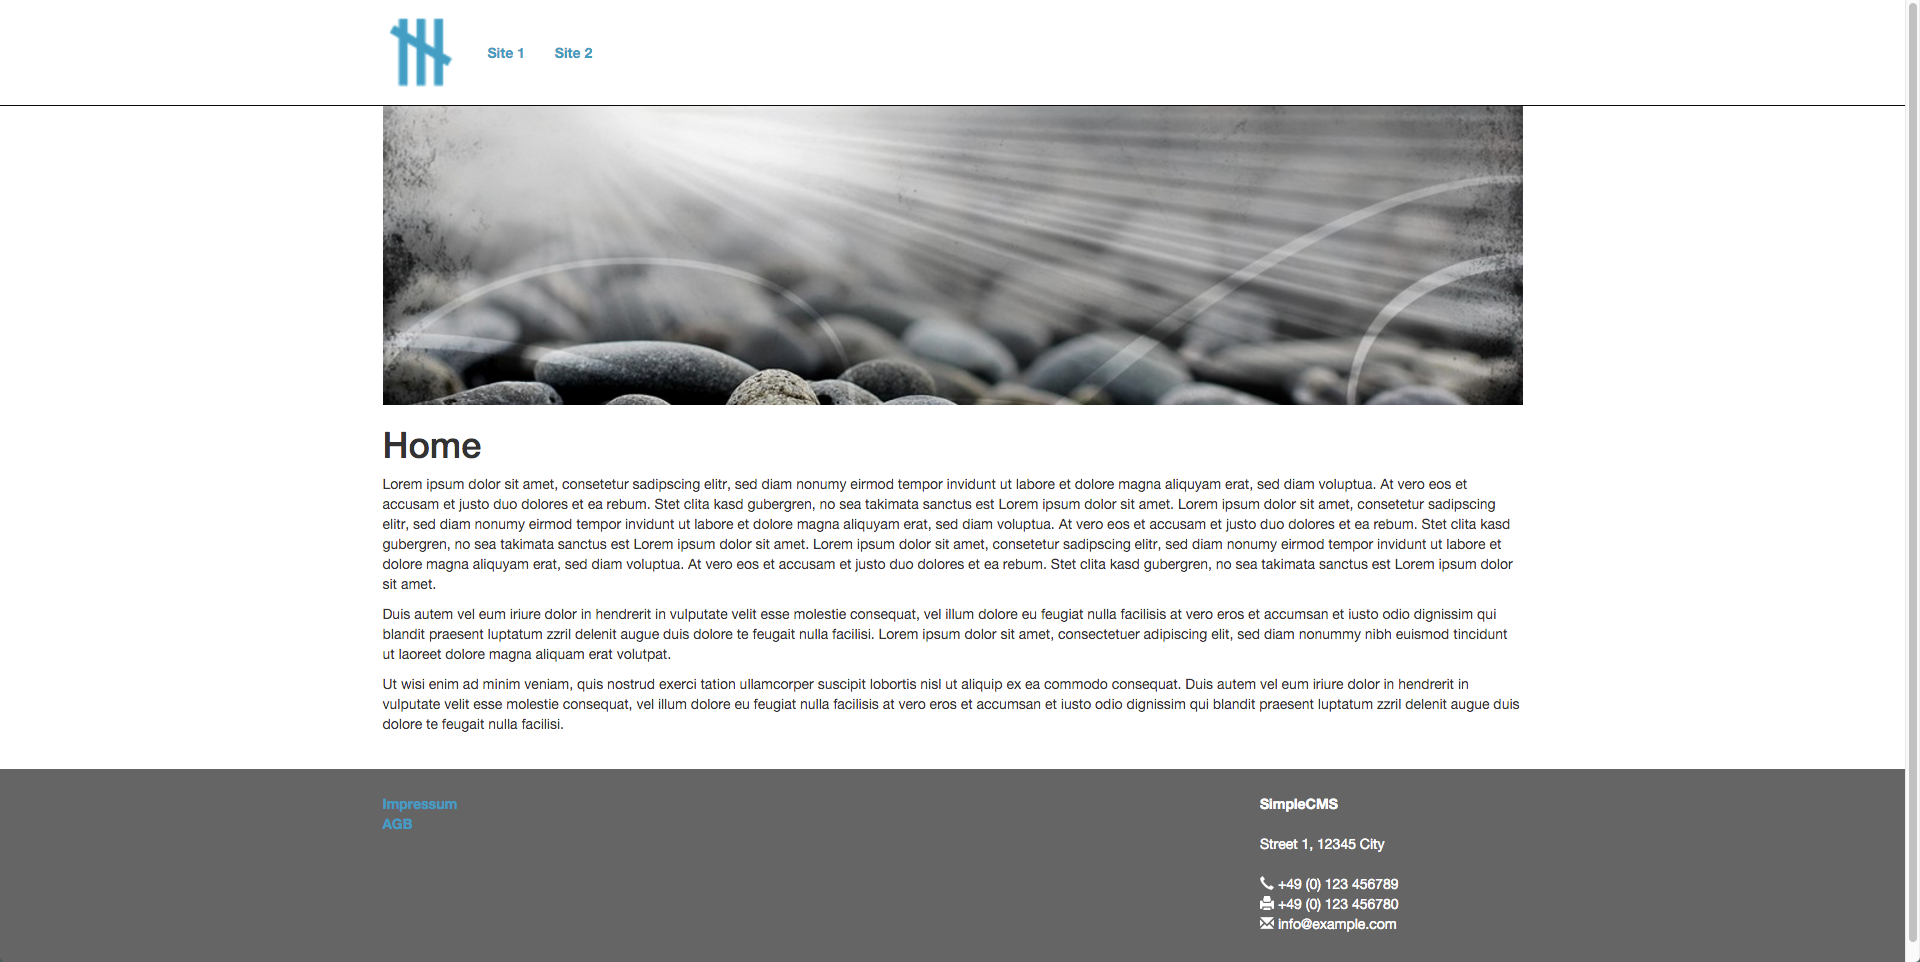 Site 1
Site 2
Home
Lorem ipsum dolor sit amet, consetetur sadipscing elitr, sed diam nonumy eirmod tempor invidunt ut labore et dolore magna aliquyam erat, sed diam voluptua. At vero eos et
accusam et justo duo dolores et ea rebum. Stet clita kasd gubergren, no sea takimata sanctus est Lorem ipsum dolor sit amet. Lorem ipsum dolor sit amet, consetetur sadipscing
elitr, sed diam nonumy eirmod tempor invidunt ut labore et dolore magna aliquyam erat, sed diam voluptua. At vero eos et accusam et justo duo dolores et ea rebum. Stet clita kasd
gubergren, no sea takimata sanctus est Lorem ipsum dolor sit amet. Lorem ipsum dolor sit amet, consetetur sadipscing elitr, sed diam nonumy eirmod tempor invidunt ut labore et
dolore magna aliquyam erat, sed diam voluptua. At vero eos et accusam et justo duo dolores et ea rebum. Stet clita kasd gubergren, no sea takimata sanctus est Lorem ipsum dolor
sit amet.
Duis autem vel eum iriure dolor in hendrerit in vulputate velit esse molestie consequat, vel illum dolore eu feugiat nulla facilisis at vero eros et accumsan et iusto odio dignissim qui
blandit praesent luptatum zzril delenit augue duis dolore te feugait nulla facilisi. Lorem ipsum dolor sit amet, consectetuer adipiscing elit, sed diam nonummy nibh euismod tincidunt
ut laoreet dolore magna aliquam erat volutpat.
Ut wisi enim ad minim veniam, quis nostrud exerci tation ullamcorper suscipit lobortis nisl ut aliquip ex ea commodo consequat. Duis autem vel eum iriure dolor in hendrerit in
vulputate velit esse molestie consequat, vel illum dolore eu feugiat nulla facilisis at vero eros et accumsan et iusto odio dignissim qui blandit praesent luptatum zzril delenit augue duis
dolore te feugait nulla facilisi.
Impressum
AGB
SimpleCMS
Street 1, 12345 City
+49 (0) 123 456789
+49 (0) 123 456780
info@example.com